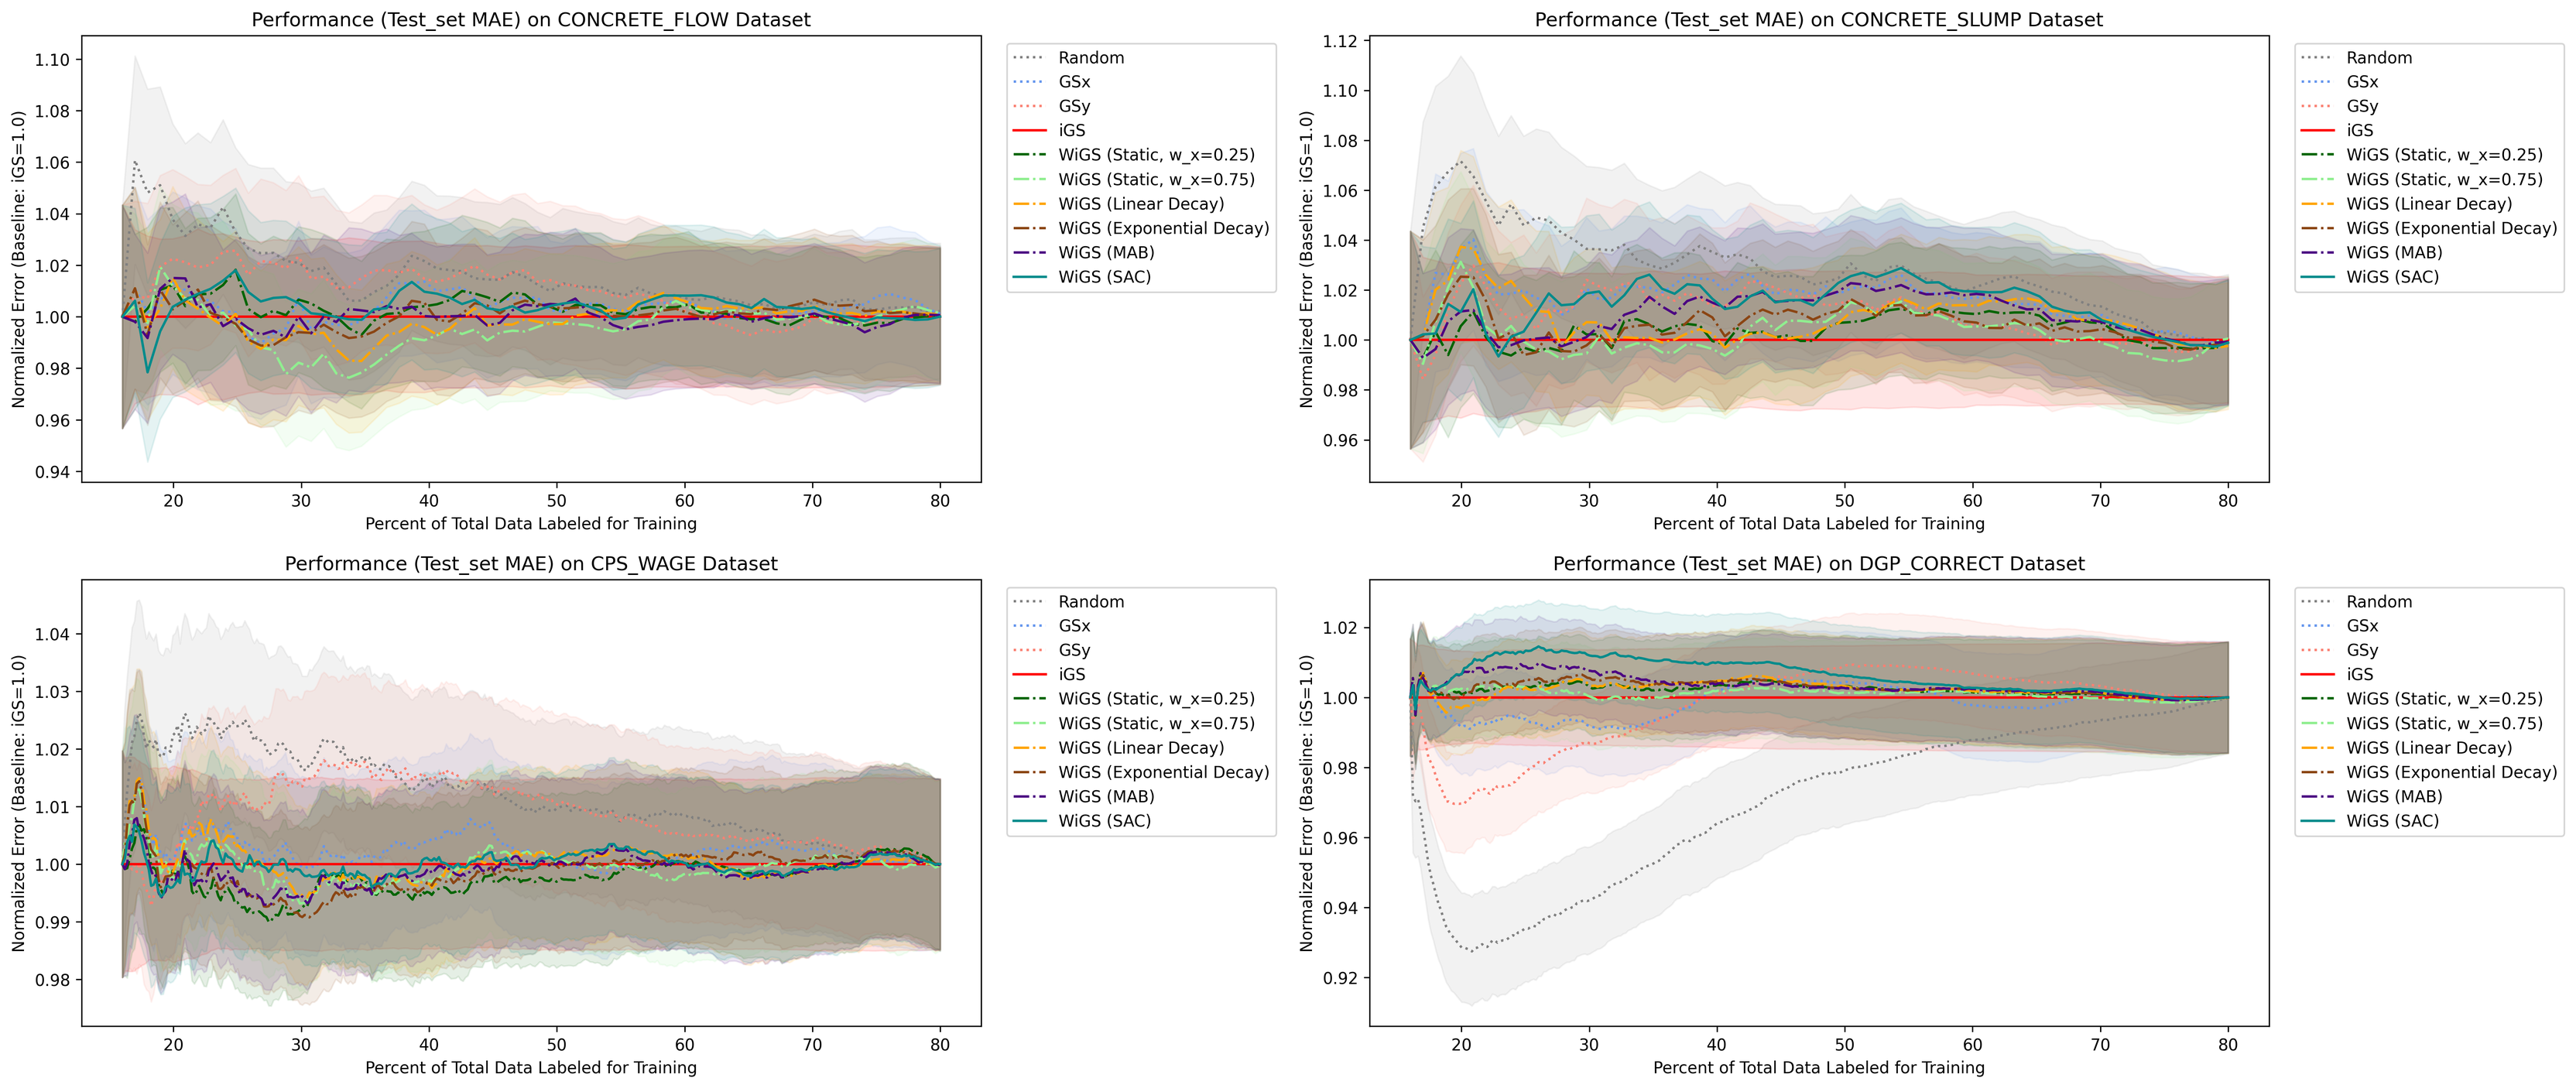 Performance (Test_set MAE) on CONCRETE_FLOW Dataset
Normalized Error (Baseline: iGS=1.0)
1.10
1.08
1.06
1.04
1.02
1.00
0.98
0.96
0.94
20 30 40 50 60 70 80
Percent of Total Data Labeled for Training
Random
GSx
GSy
iGS
WiGS (Static, w_x=0.25)
WiGS (Static, w_x=0.75)
WiGS (Linear Decay)
WiGS (Exponential Decay)
WiGS (MAB)
WiGS (SAC)
Performance (Test_set MAE) on CONCRETE_SLUMP Dataset
Normalized Error (Baseline: iGS=1.0)
1.12
1.10
1.08
1.06
1.04
1.02
1.00
0.98
0.96
20 30 40 50 60 70 80
Percent of Total Data Labeled for Training
Random
GSx
GSy
iGS
WiGS (Static, w_x=0.25)
WiGS (Static, w_x=0.75)
WiGS (Linear Decay)
WiGS (Exponential Decay)
WiGS (MAB)
WiGS (SAC)
Performance (Test_set MAE) on CPS_WAGE Dataset
Normalized Error (Baseline: iGS=1.0)
1.04
1.03
1.02
1.01
1.00
0.99
0.98
20 30 40 50 60 70 80
Percent of Total Data Labeled for Training
Random
GSx
GSy
iGS
WiGS (Static, w_x=0.25)
WiGS (Static, w_x=0.75)
WiGS (Linear Decay)
WiGS (Exponential Decay)
WiGS (MAB)
WiGS (SAC)
Performance (Test_set MAE) on DGP_CORRECT Dataset
Normalized Error (Baseline: iGS=1.0)
1.02
1.00
0.98
0.96
0.94
0.92
20 30 40 50 60 70 80
Percent of Total Data Labeled for Training
Random
GSx
GSy
iGS
WiGS (Static, w_x=0.25)
WiGS (Static, w_x=0.75)
WiGS (Linear Decay)
WiGS (Exponential Decay)
WiGS (MAB)
WiGS (SAC)